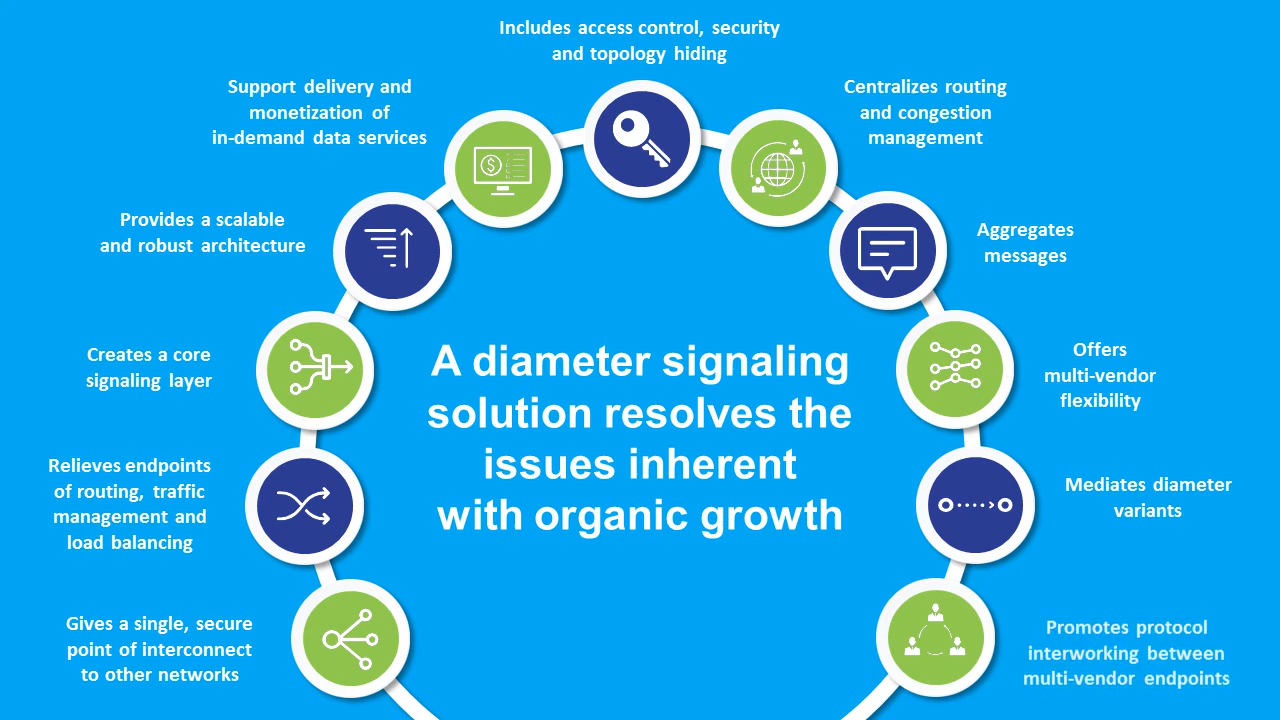 Includes access control, security
and topology hiding
Support delivery and
monetization of
in-demand data services
Centralizes routing
and congestion
management
Provides a scalable
and robust architecture
Aggregates
messages
Creates a core
signaling layer
Offers
multi-vendor
flexibility
A diameter signaling
solution resolves the
issues inherent
with organic growth
Relieves endpoints
of routing, traffic
management and
load balancing
Mediates diameter
variants
Gives a single, secure
point of interconnect
to other networks
Promotes protocol
interworking between
multi-vendor endpoints
$